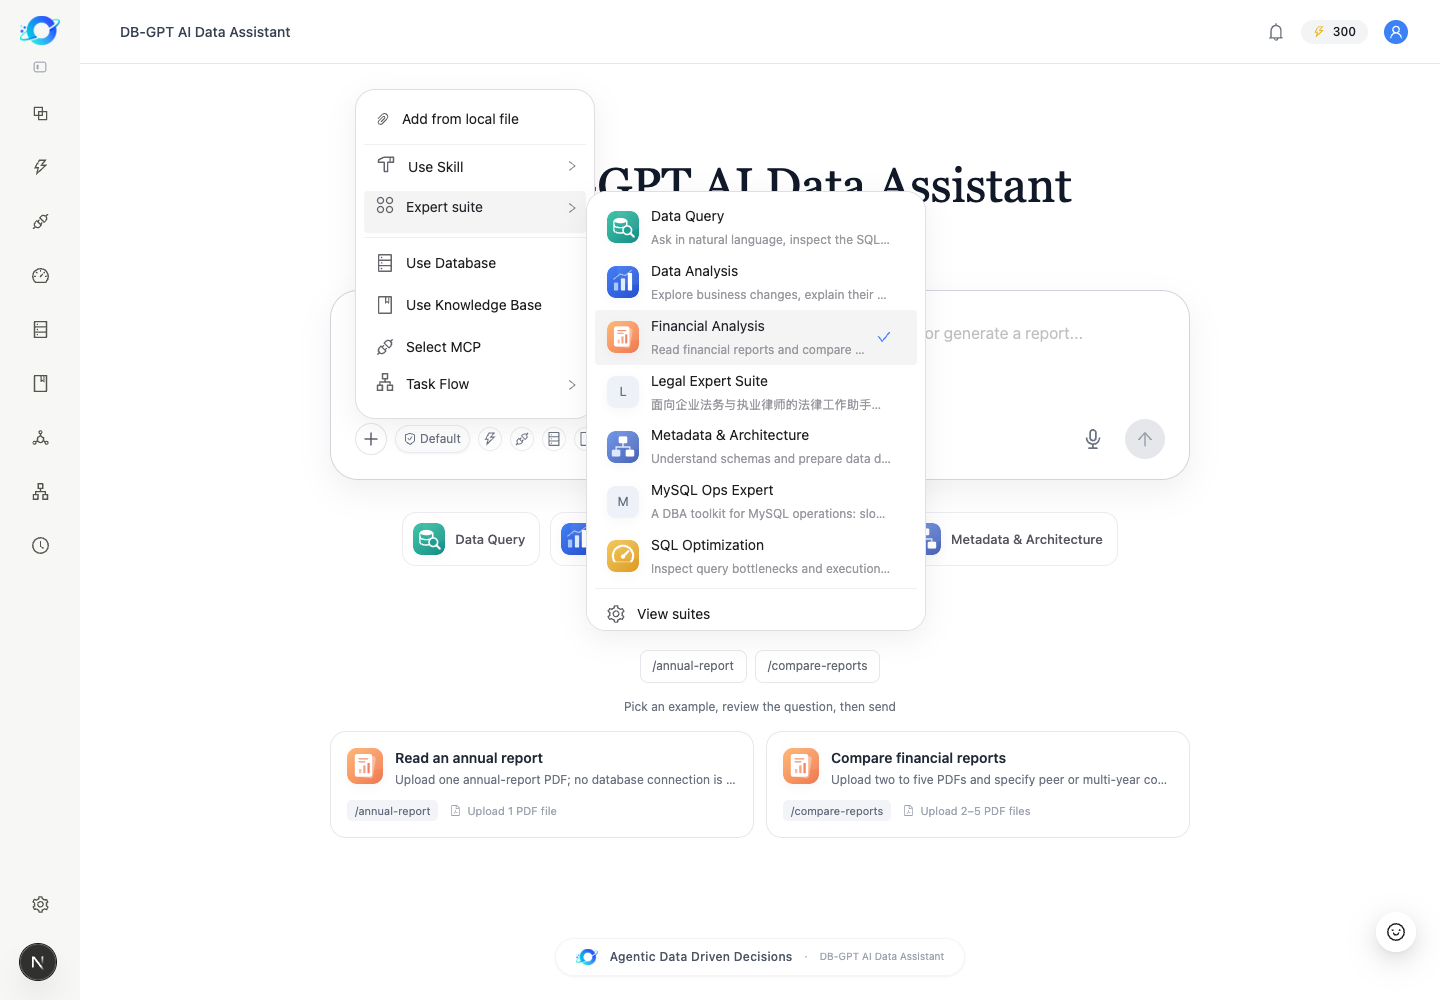 DB-GPT AI Data Assistant
300
Add from local file
Use Skill
Expert suite
Use Database
Use Knowledge Base
Select MCP
Task Flow
-GPT AI Data Assistant
Data Query
Ask in natural language, inspect the SQL...
Data Analysis
Explore business changes, explain their ...
Financial Analysis
Read financial reports and compare ...
L
Legal Expert Suite
面向企业法务与执业律师的法律工作助手...
Metadata & Architecture
Understand schemas and prepare data d...
M
MySQL Ops Expert
A DBA toolkit for MySQL operations: slo...
SQL Optimization
Inspect query bottlenecks and execution...
View suites
or generate a report...
Default
Data Query
Metadata & Architecture
/annual-report
/compare-reports
Pick an example, review the question, then send
Read an annual report
Upload one annual-report PDF; no database connection is ...
/annual-report
Upload 1 PDF file
Compare financial reports
Upload two to five PDFs and specify peer or multi-year co...
/compare-reports
Upload 2–5 PDF files
N
Agentic Data Driven Decisions · DB-GPT AI Data Assistant